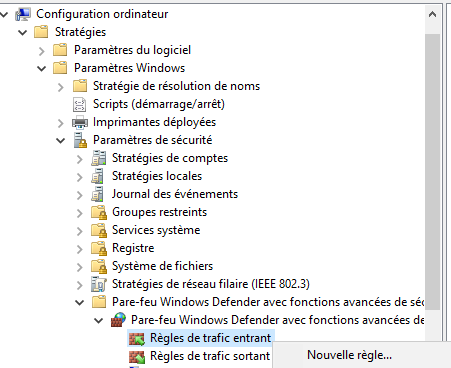 Configuration ordinateur
Stratégies
Paramètres du logiciel
Paramètres Windows
Stratégie de résolution de noms
Scripts (démarrage/arrêt)
Imprimantes déployées
Paramètres de sécurité
Stratégies de comptes
Stratégies locales
Journal des événements
Groupes restreints
Services système
Registre
Système de fichiers
Stratégies de réseau filaire (IEEE 802.3)
Pare-feu Windows Defender avec fonctions avancées de séc
Pare-feu Windows Defender avec fonctions avancées de
Règles de trafic entrant
Règles de trafic sortant
Nouvelle règle...